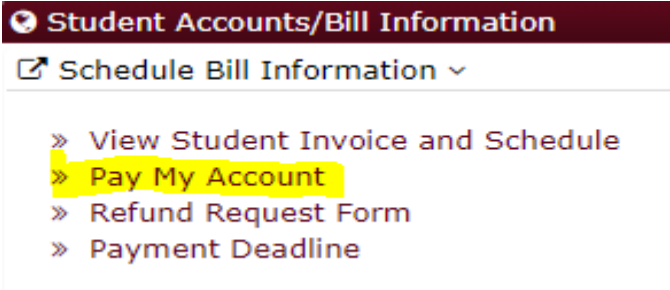 Student Accounts/Bill Information
Schedule Bill Information
» View Student Invoice and Schedule
» Pay My Account
» Refund Request Form
» Payment Deadline